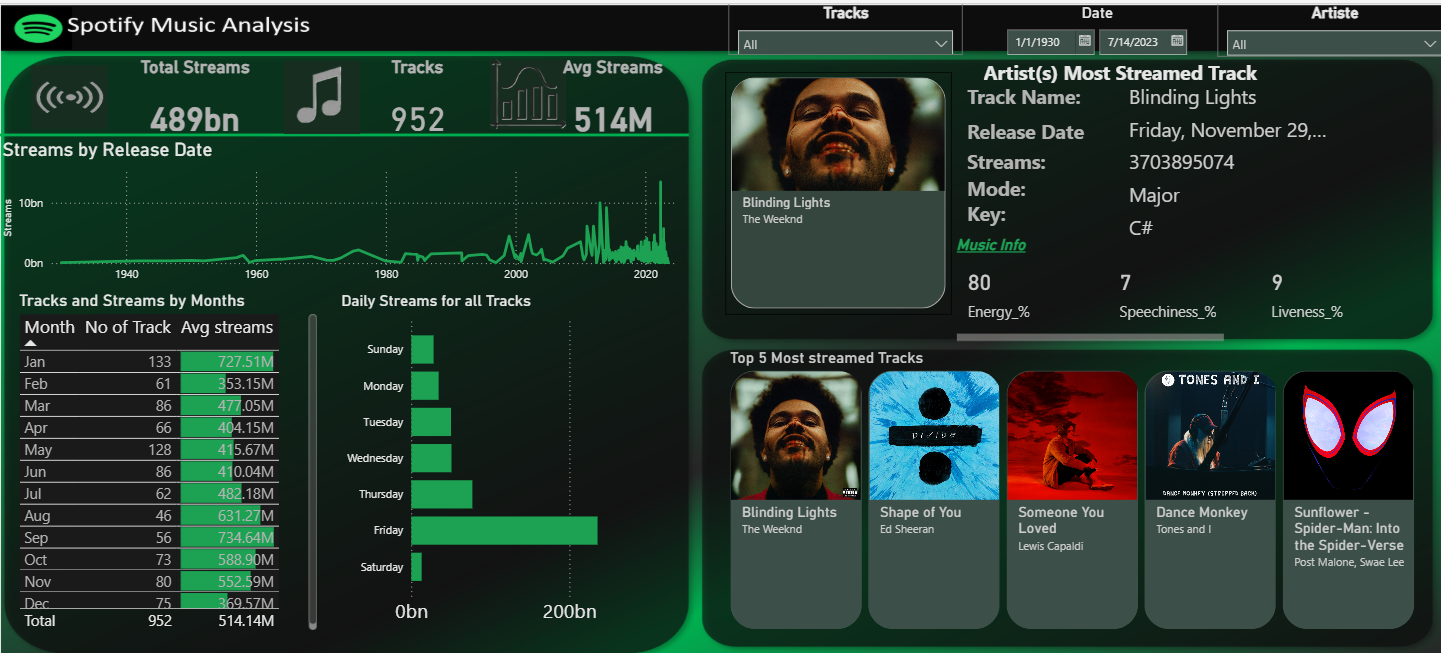 Spotify Music Analysis
Tracks
All
Date
1/1/1930
7/14/2023
Artiste
All
Total Streams
489bn
Tracks
952
Avg Streams
514M
Streams by Release Date
Streams
10bn
0bn
1940 1960 1980 2000 2020
Tracks and Streams by Months
Month No of Track Avg streams
Jan 133 727.51M
Feb 61 353.15M
Mar 86 477.05M
Apr 66 404.15M
May 128 415.67M
Jun 86 410.04M
Jul 62 482.18M
Aug 46 631.27M
Sep 56 734.64M
Oct 73 588.90M
Nov 80 552.59M
Dec 75 369.57M
Total 952 514.14M
Daily Streams for all Tracks
Sunday
Monday
Tuesday
Wednesday
Thursday
Friday
Saturday
0bn 200bn
Blinding Lights
The Weeknd
Artist(s) Most Streamed Track
Track Name: Blinding Lights
Release Date Friday, November 29,...
Streams: 3703895074
Mode: Major
Key: C#
Music Info
80 7 9
Energy_% Speechiness_% Liveness_%
Top 5 Most streamed Tracks
Blinding Lights
The Weeknd
DIVIDE
Shape of You
Ed Sheeran
Someone You
Loved
Lewis Capaldi
TONES AND I
DANCE MONKEY (STRIPPED BACK)
Dance Monkey
Tones and I
Sunflower -
Spider-Man: Into
the Spider-Verse
Post Malone, Swae Lee